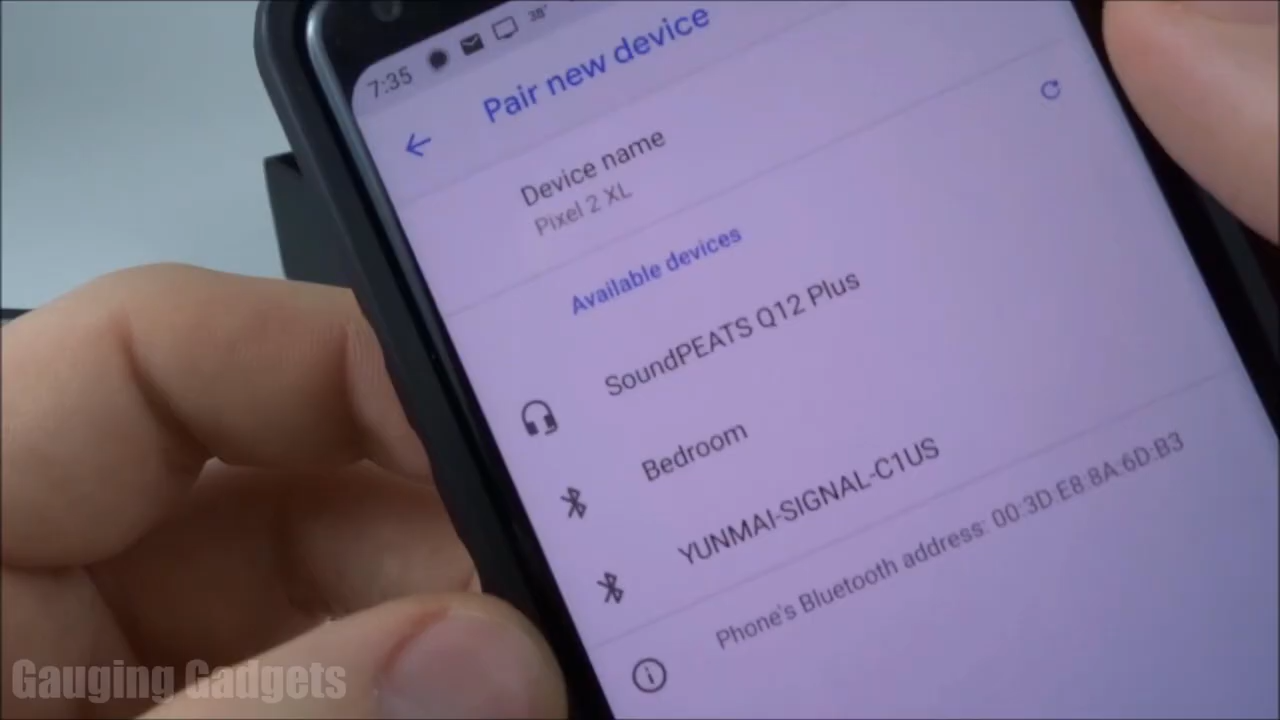 7:35 38°
Pair new device
Device name
Pixel 2 XL
Available devices
SoundPEATS Q12 Plus
Bedroom
YUNMAI-SIGNAL-C1US
Phone's Bluetooth address: 00:3D:E8:8A:6D:B3
Gauging Gadgets